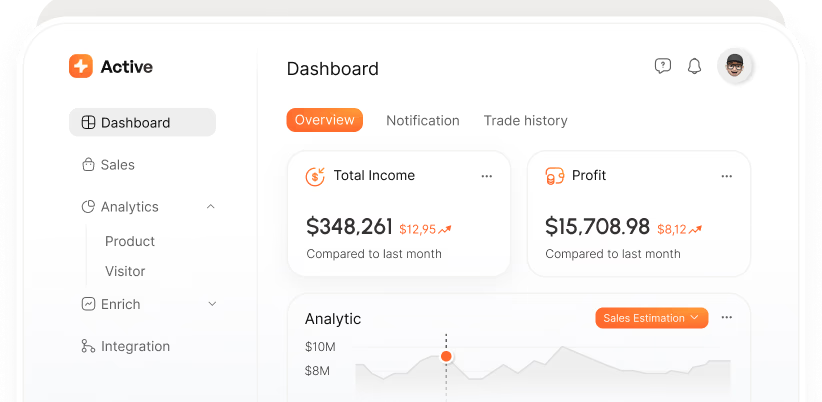 Active
Dashboard
Sales
Analytics
Product
Visitor
Enrich
Integration
Dashboard
?
Overview Notification Trade history
$ Total Income ...
$348,261 $12,95
Compared to last month
Profit ...
$15,708.98 $8,12
Compared to last month
Analytic Sales Estimation ...
$10M
$8M